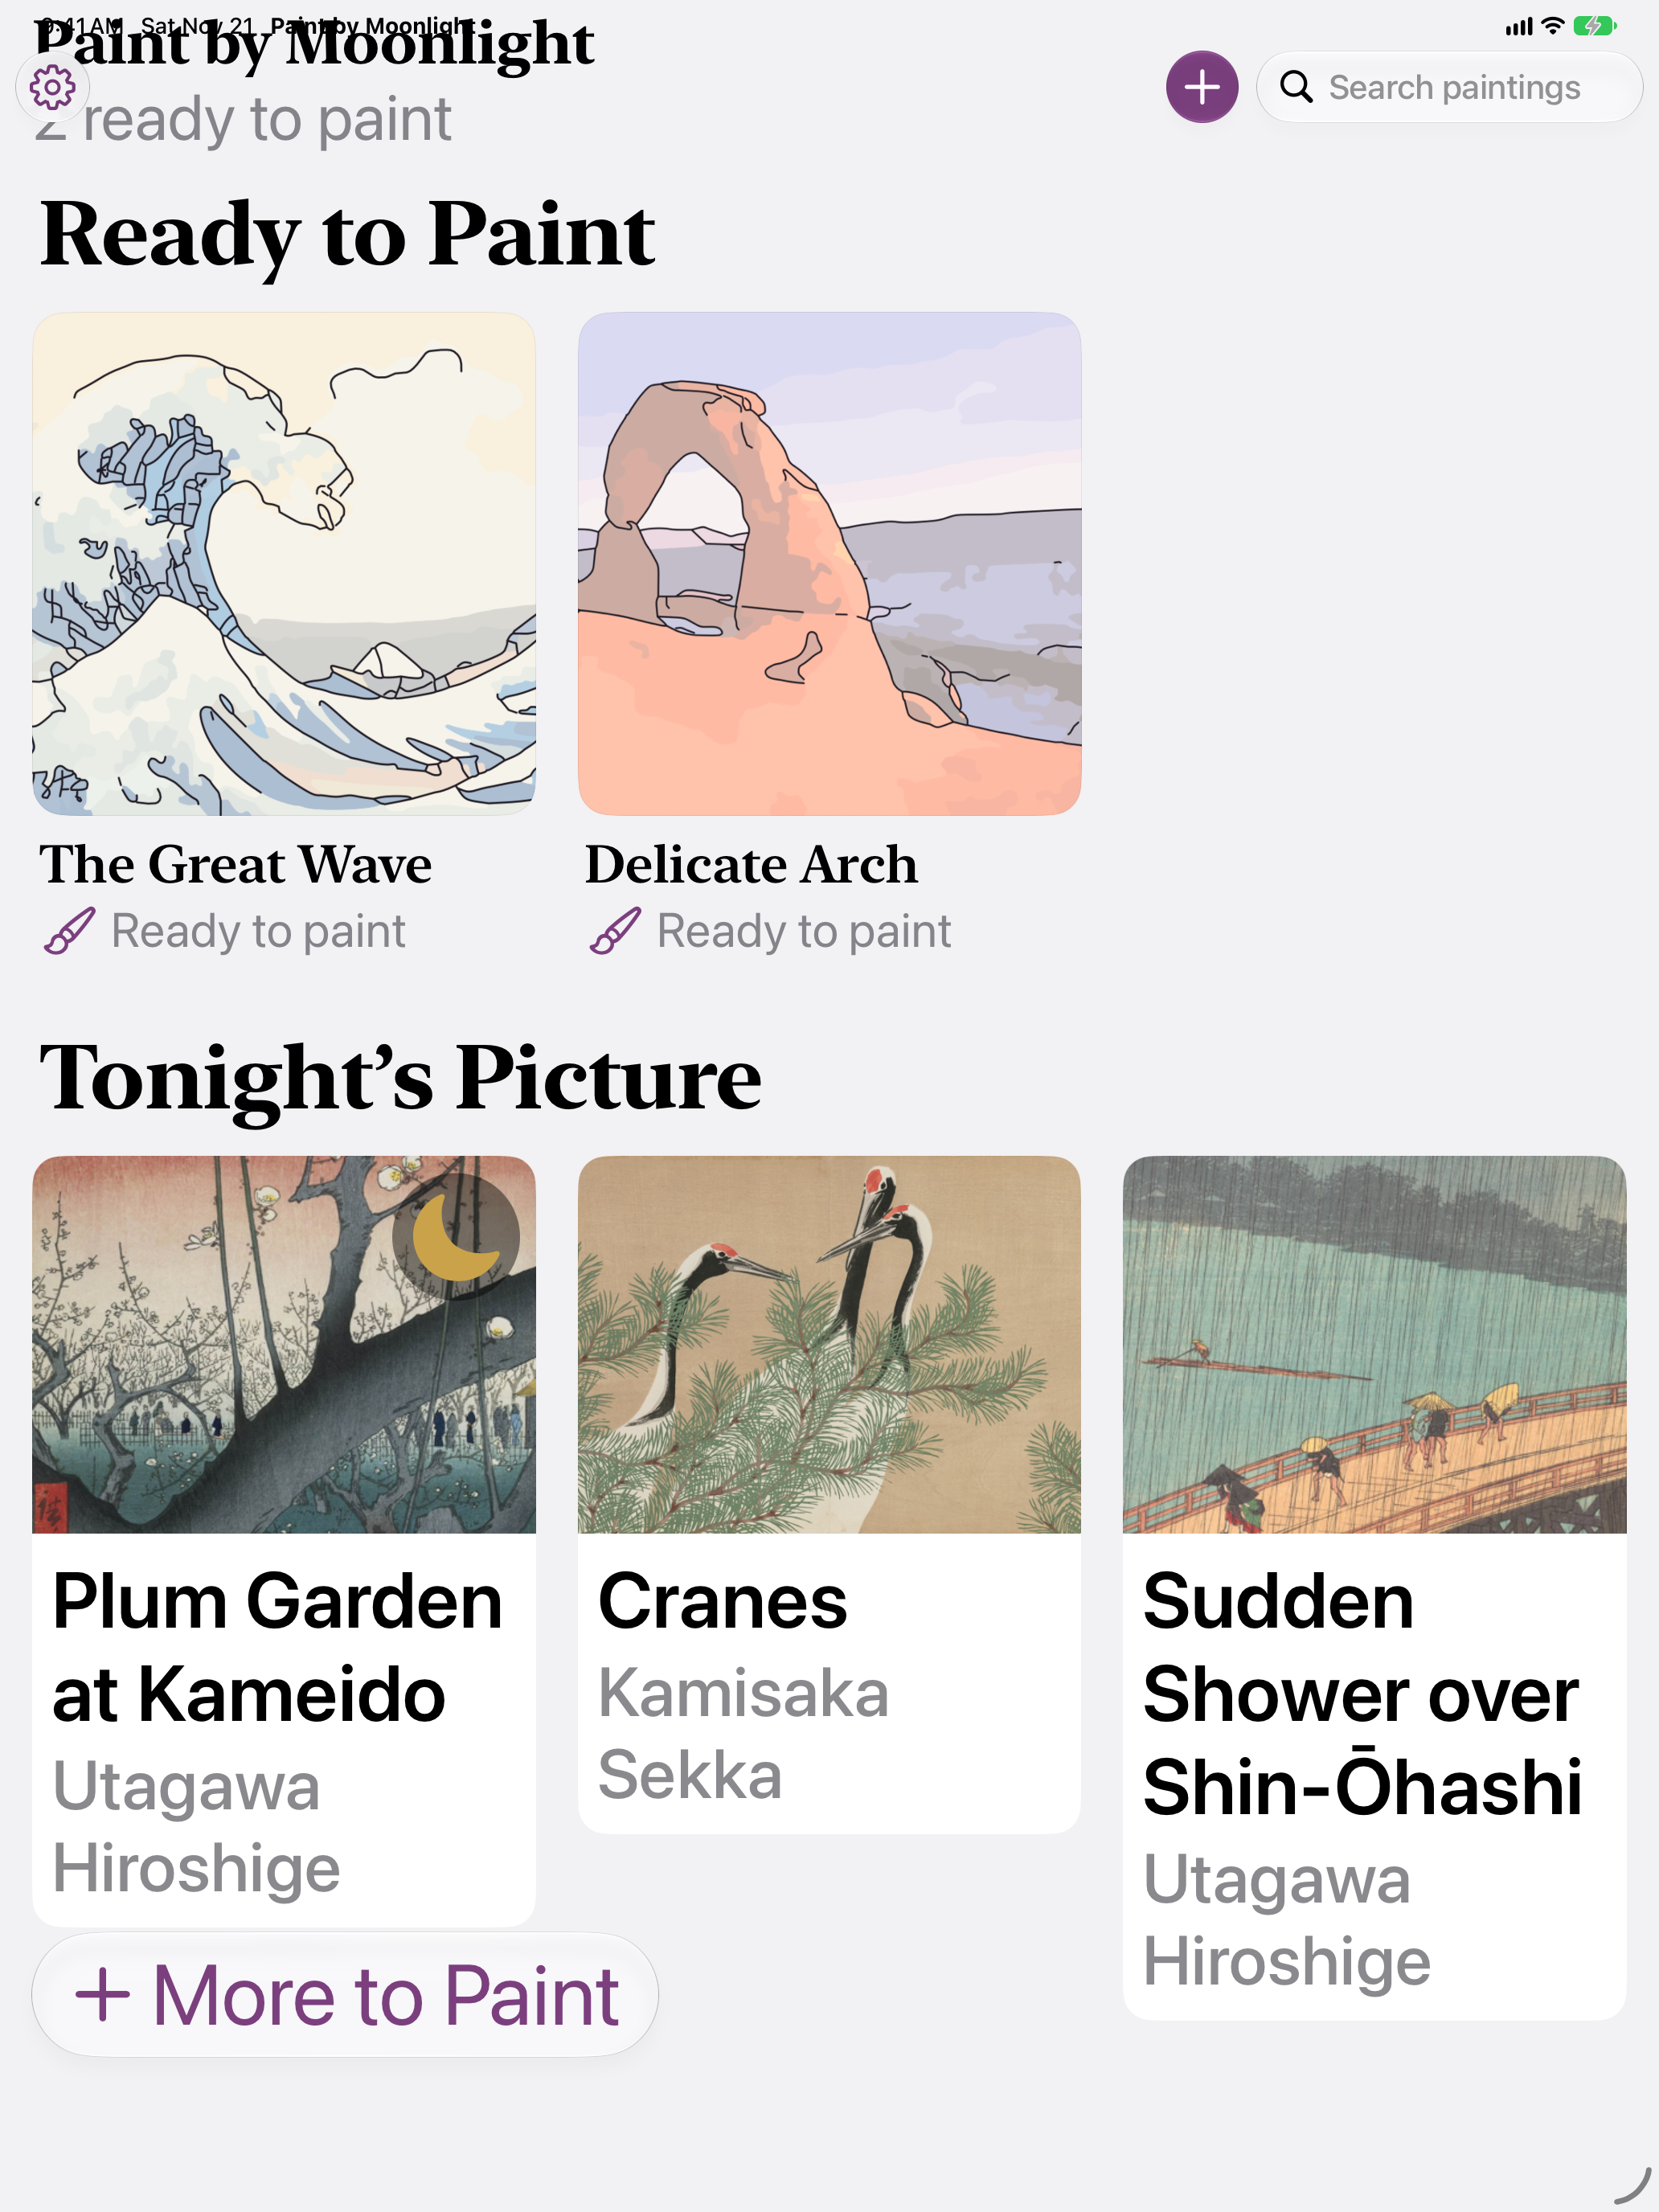 9:41 AM Sat Nov 21 Paint by Moonlight
Paint by Moonlight
2 ready to paint
Search paintings
Ready to Paint
The Great Wave
Ready to paint
Delicate Arch
Ready to paint
Tonight’s Picture
Plum Garden
at Kameido
Utagawa
Hiroshige
Cranes
Kamisaka
Sekka
Sudden
Shower over
Shin-Ōhashi
Utagawa
Hiroshige
+ More to Paint